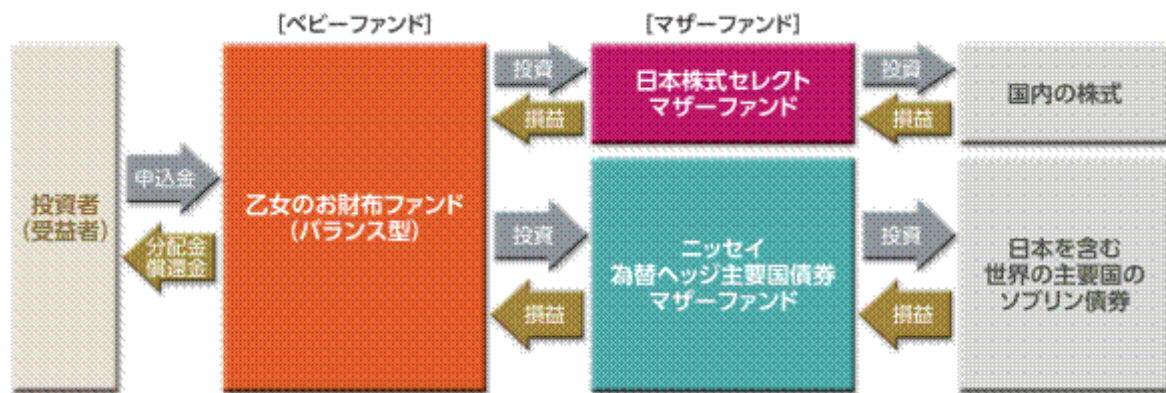 [ベビーファンド]
[マザーファンド]
投資者
(受益者)
申込金
分配金
償還金
乙女のお財布ファンド
(バランス型)
投資
損益
日本株式セレクト
マザーファンド
投資
損益
国内の株式
投資
損益
ニッセイ
為替ヘッジ主要国債券
マザーファンド
投資
損益
日本を含む
世界の主要国の
ソブリン債券